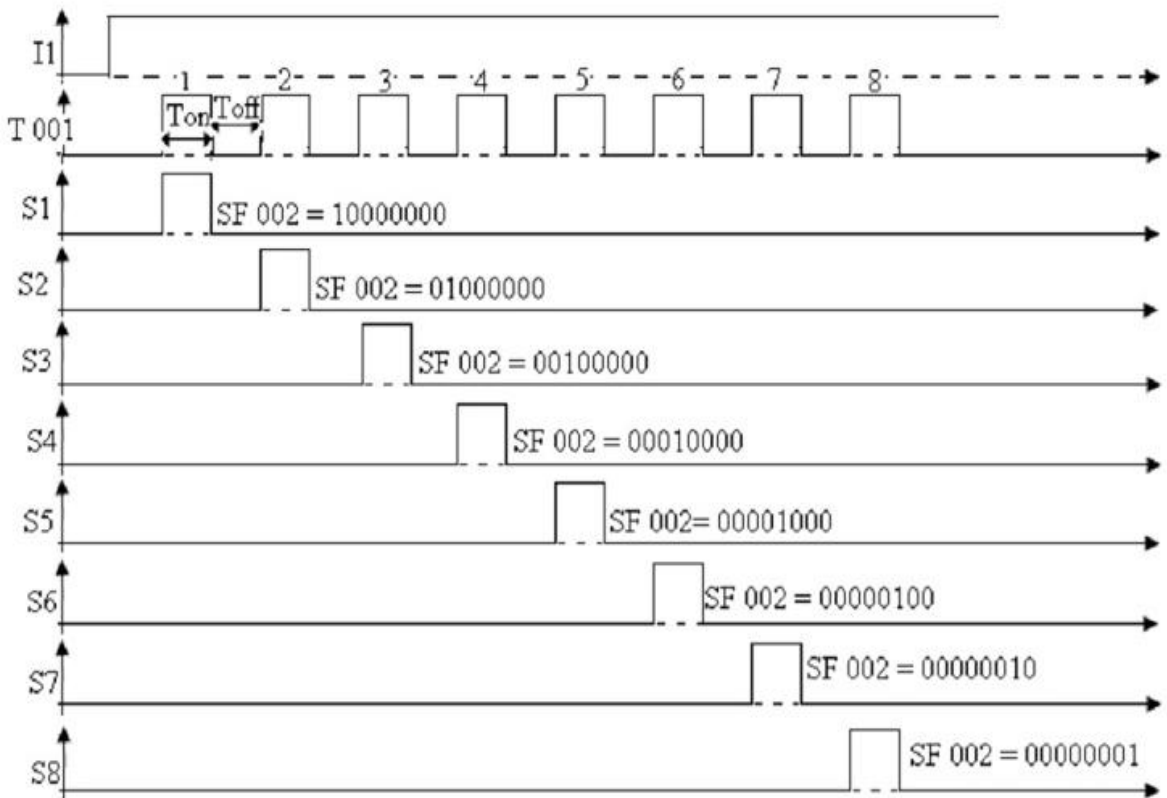 I1
1 2 3 4 5 6 7 8
T 001
Ton
Toff
S1
SF 002 = 10000000
S2
SF 002 = 01000000
S3
SF 002 = 00100000
S4
SF 002 = 00010000
S5
SF 002= 00001000
S6
SF 002 = 00000100
S7
SF 002 = 00000010
S8
SF 002 = 00000001